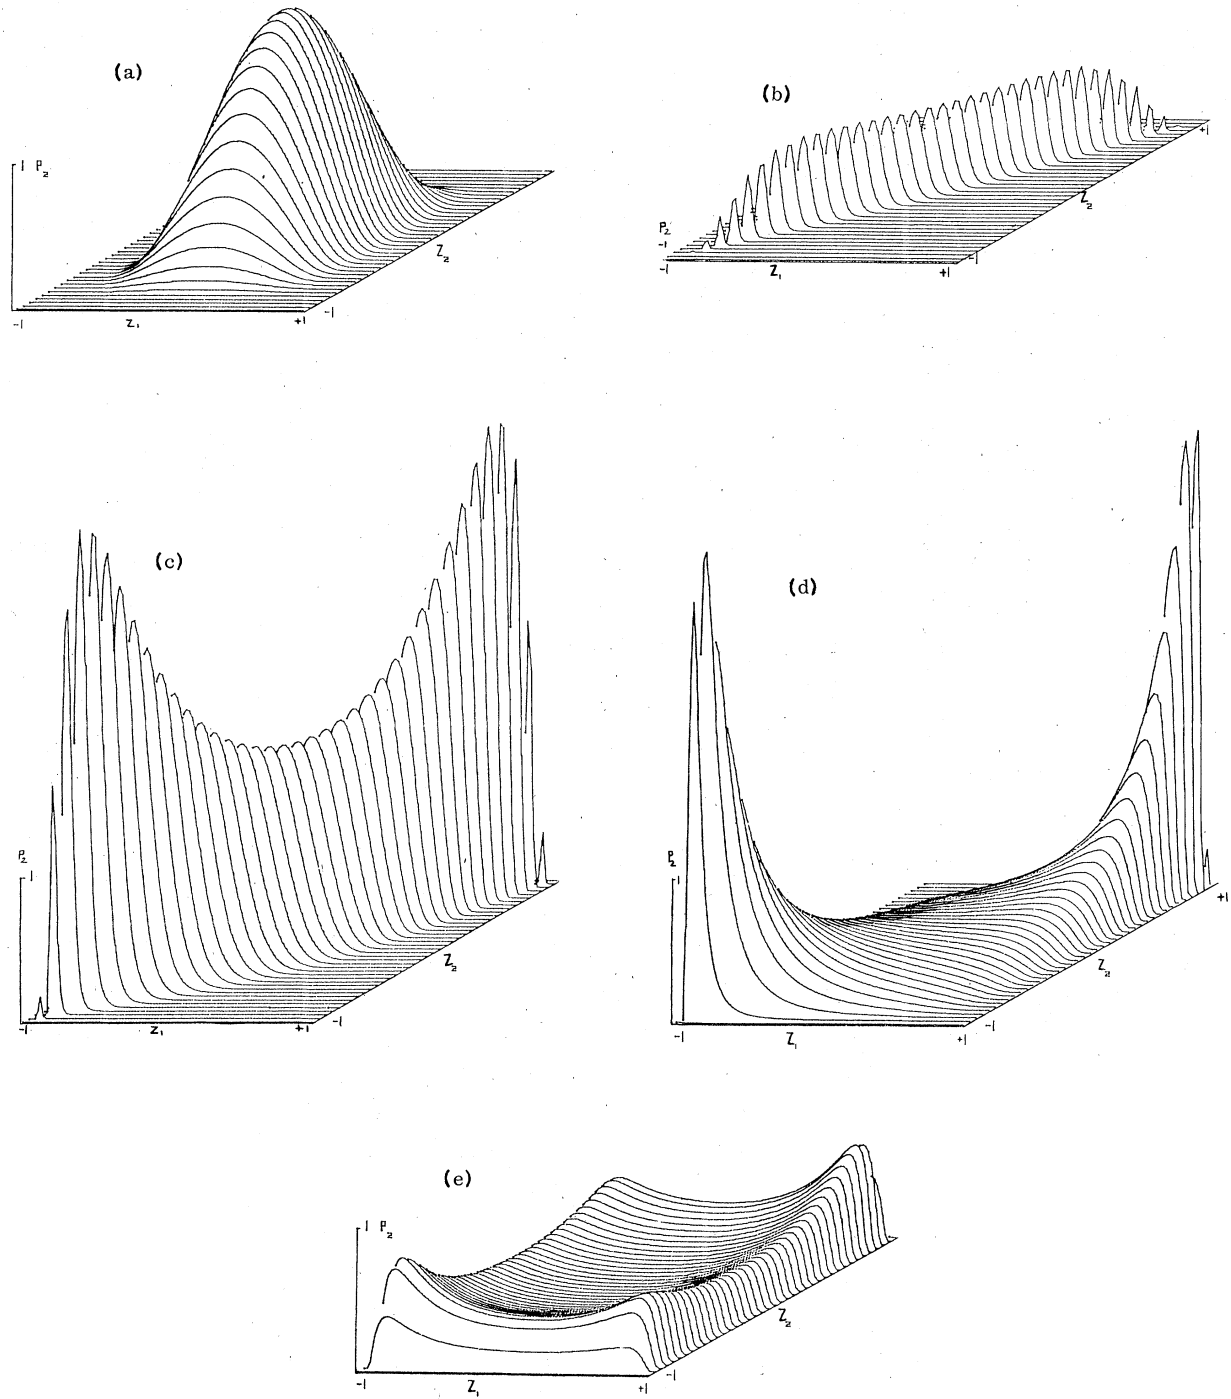 (a)
1 P₂
-1 Z₁ +1 -1 Z₂
(b)
P₂
-1
-1 Z₁ +1 -1 Z₂ +1
(c)
P₂
1
-1 Z₁ +1 -1 Z₂
(d)
P₂
1
-1 Z₁ +1 -1 Z₂ +1
(e)
1 P₂
-1 Z₁ +1 -1 Z₂